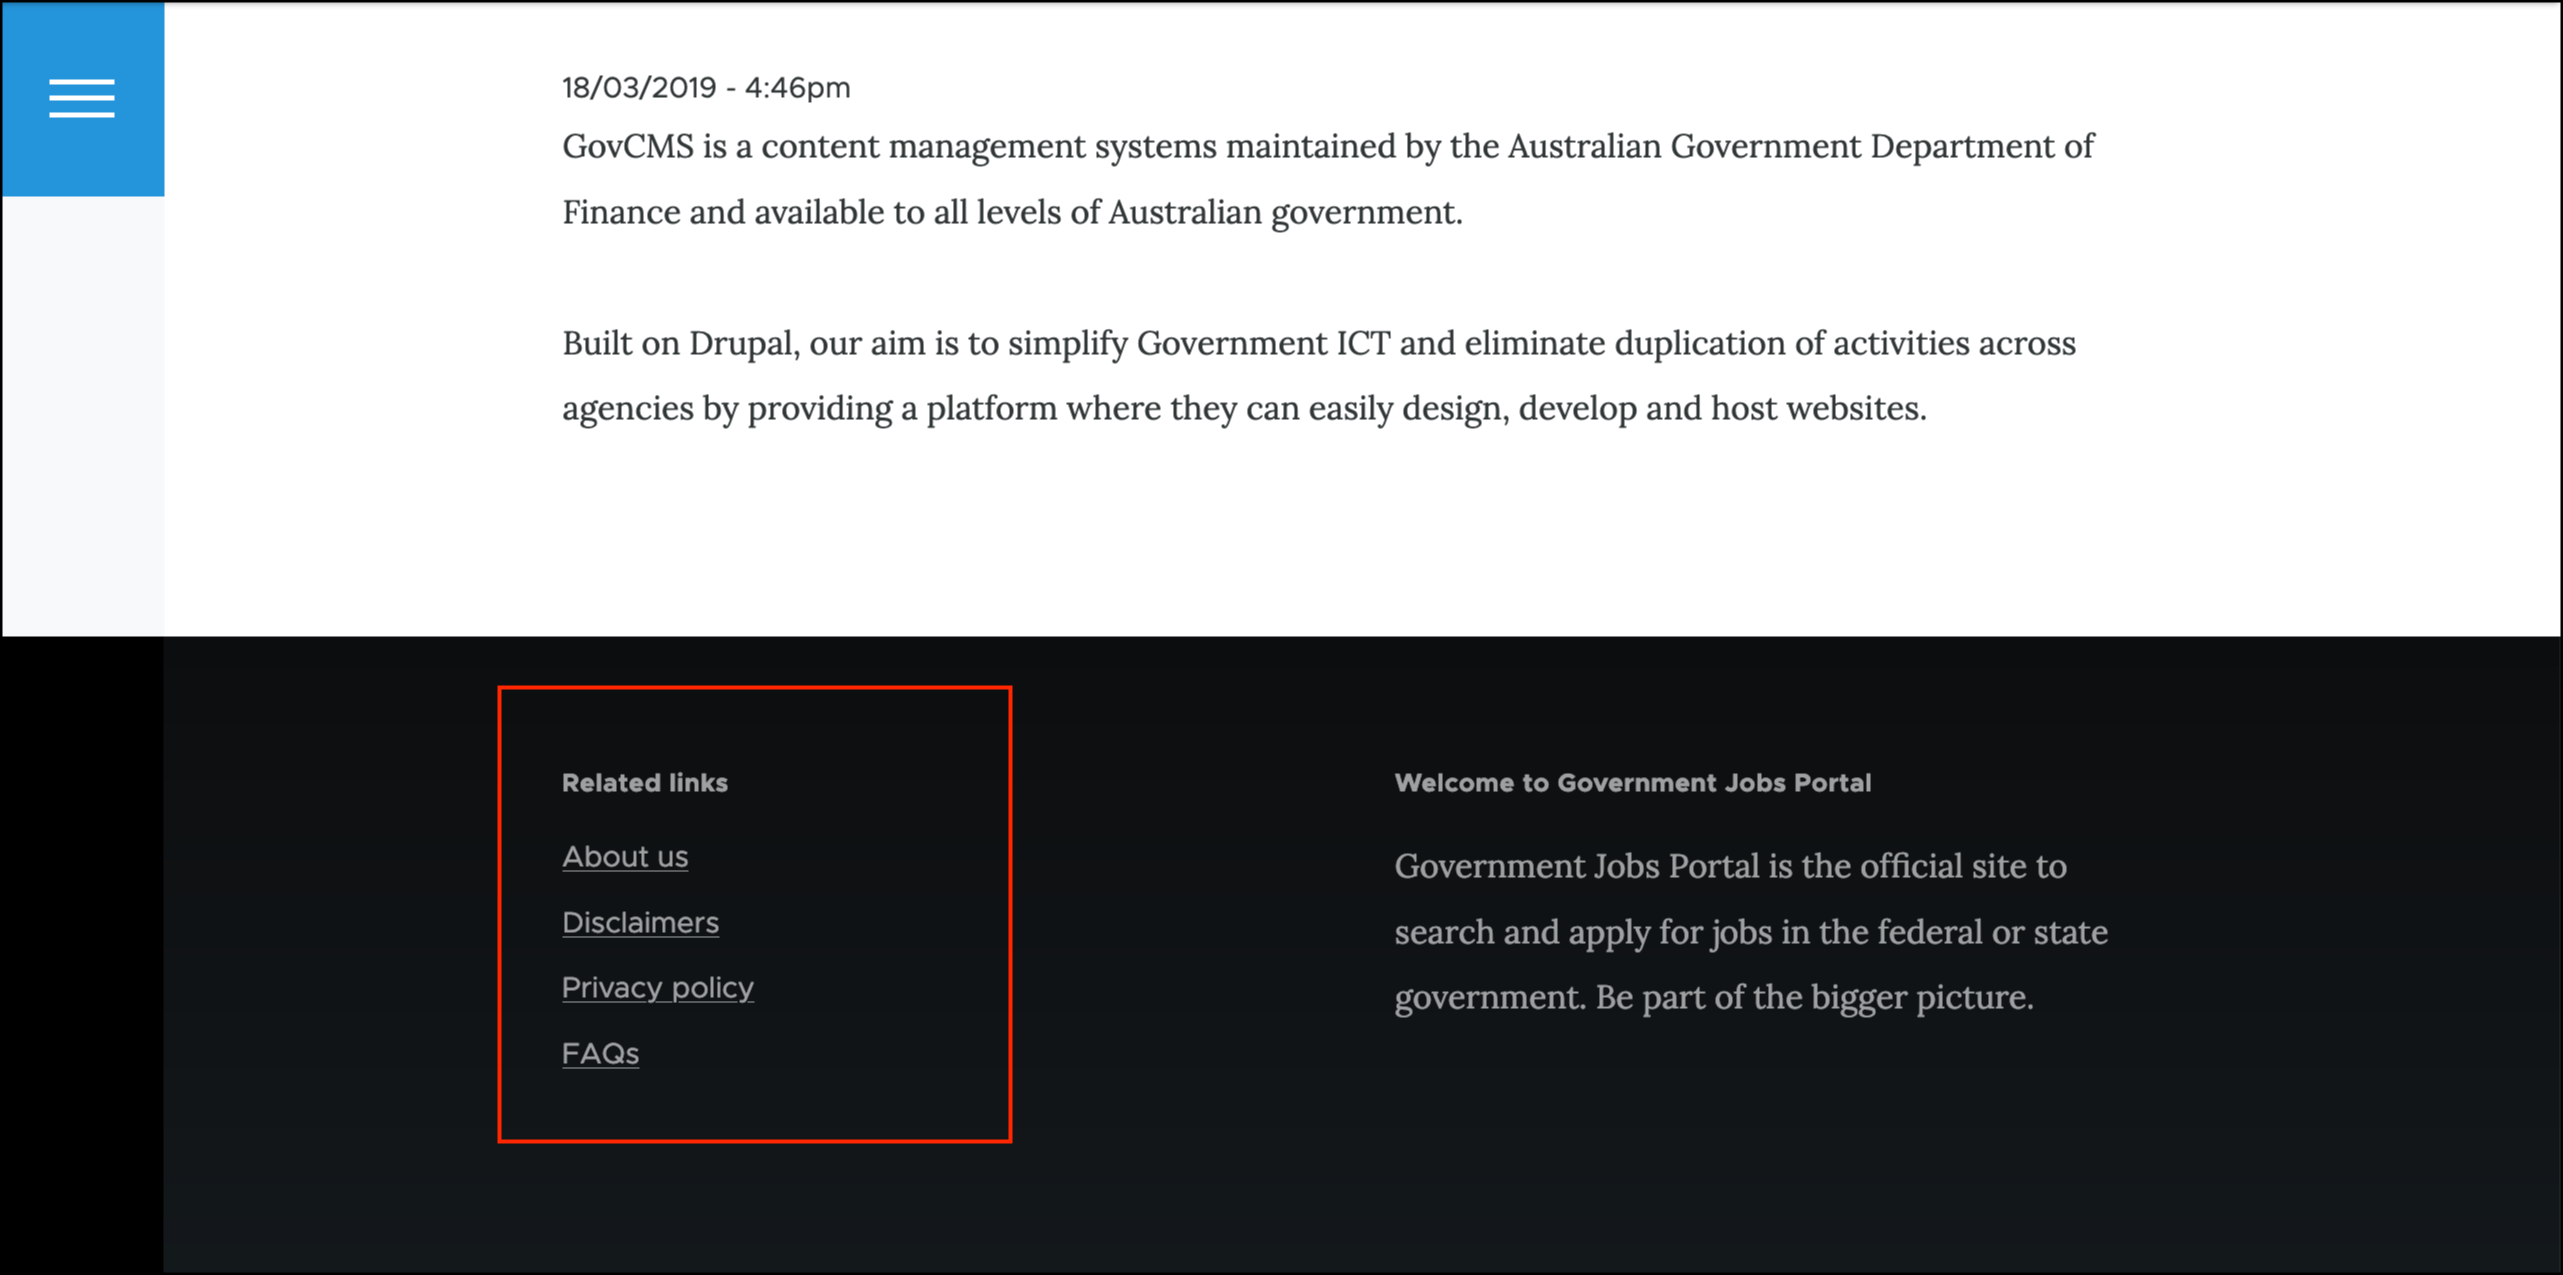 18/03/2019 - 4:46pm
GovCMS is a content management systems maintained by the Australian Government Department of
Finance and available to all levels of Australian government.
Built on Drupal, our aim is to simplify Government ICT and eliminate duplication of activities across
agencies by providing a platform where they can easily design, develop and host websites.
Related links
About us
Disclaimers
Privacy policy
FAQs
Welcome to Government Jobs Portal
Government Jobs Portal is the official site to
search and apply for jobs in the federal or state
government. Be part of the bigger picture.